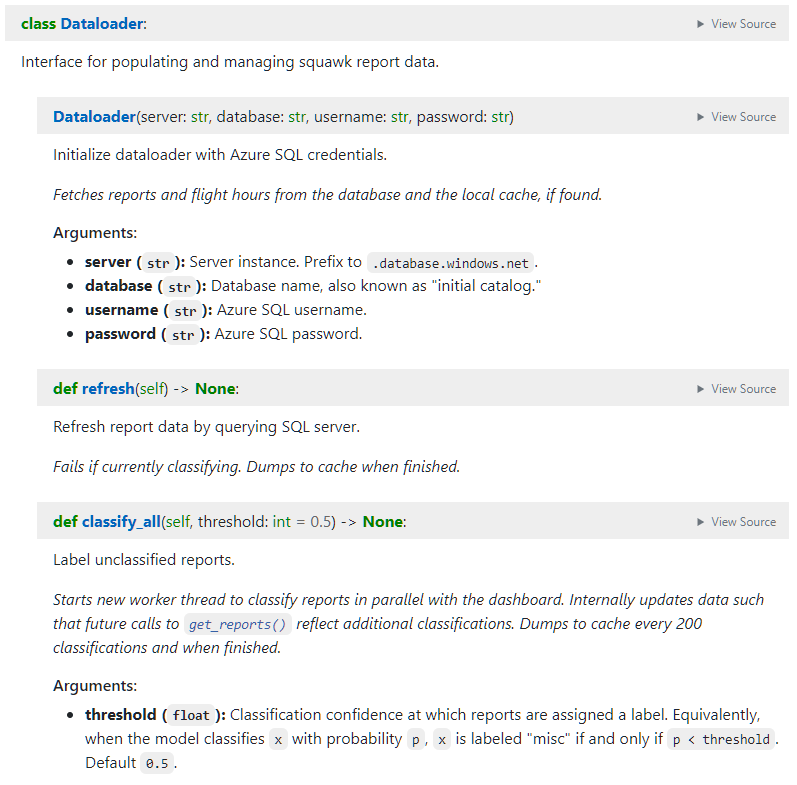 class Dataloader: ▶ View Source
Interface for populating and managing squawk report data.
Dataloader(server: str, database: str, username: str, password: str) ▶ View Source
Initialize dataloader with Azure SQL credentials.
Fetches reports and flight hours from the database and the local cache, if found.
Arguments:
• server ( str ): Server instance. Prefix to .database.windows.net .
• database ( str ): Database name, also known as "initial catalog."
• username ( str ): Azure SQL username.
• password ( str ): Azure SQL password.
def refresh(self) -> None: ▶ View Source
Refresh report data by querying SQL server.
Fails if currently classifying. Dumps to cache when finished.
def classify_all(self, threshold: int = 0.5) -> None: ▶ View Source
Label unclassified reports.
Starts new worker thread to classify reports in parallel with the dashboard. Internally updates data such
that future calls to get_reports() reflect additional classifications. Dumps to cache every 200
classifications and when finished.
Arguments:
• threshold ( float ): Classification confidence at which reports are assigned a label. Equivalently,
when the model classifies x with probability p , x is labeled "misc" if and only if p < threshold .
Default 0.5 .